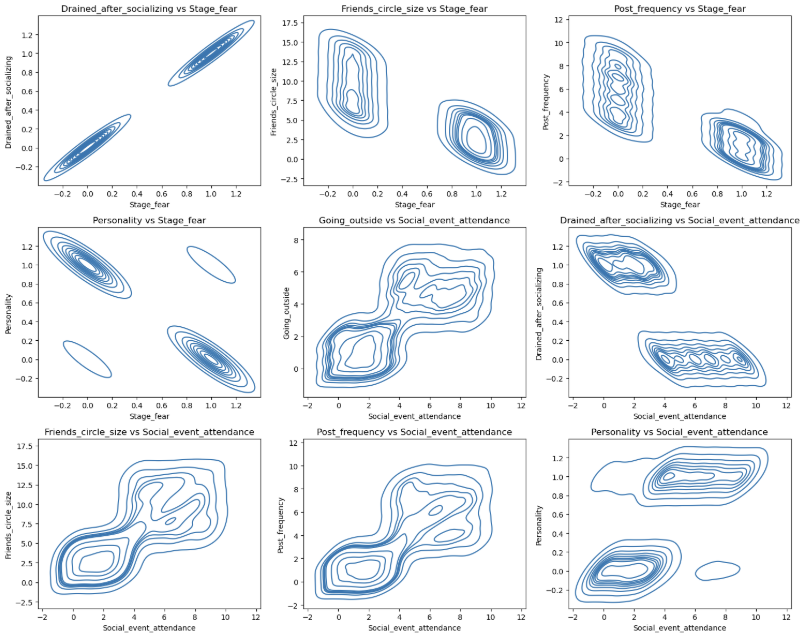 Drained_after_socializing vs Stage_fear
Friends_circle_size vs Stage_fear
Post_frequency vs Stage_fear
Drained_after_socializing
1.2
1.0
0.8
0.6
0.4
0.2
0.0
−0.2
−0.2 0.0 0.2 0.4 0.6 0.8 1.0 1.2
Stage_fear
Friends_circle_size
17.5
15.0
12.5
10.0
7.5
5.0
2.5
0.0
−2.5
−0.2 0.0 0.2 0.4 0.6 0.8 1.0 1.2
Stage_fear
Post_frequency
12
10
8
6
4
2
0
−2
−0.2 0.0 0.2 0.4 0.6 0.8 1.0 1.2
Stage_fear
Personality vs Stage_fear
Going_outside vs Social_event_attendance
Drained_after_socializing vs Social_event_attendance
Personality
1.2
1.0
0.8
0.6
0.4
0.2
0.0
−0.2
−0.2 0.0 0.2 0.4 0.6 0.8 1.0 1.2
Stage_fear
Going_outside
8
6
4
2
0
−2 0 2 4 6 8 10 12
Social_event_attendance
Drained_after_socializing
1.2
1.0
0.8
0.6
0.4
0.2
0.0
−0.2
−2 0 2 4 6 8 10 12
Social_event_attendance
Friends_circle_size vs Social_event_attendance
Post_frequency vs Social_event_attendance
Personality vs Social_event_attendance
Friends_circle_size
17.5
15.0
12.5
10.0
7.5
5.0
2.5
0.0
−2.5
−2 0 2 4 6 8 10 12
Social_event_attendance
Post_frequency
12
10
8
6
4
2
0
−2
−2 0 2 4 6 8 10 12
Social_event_attendance
Personality
1.2
1.0
0.8
0.6
0.4
0.2
0.0
−0.2
−2 0 2 4 6 8 10 12
Social_event_attendance